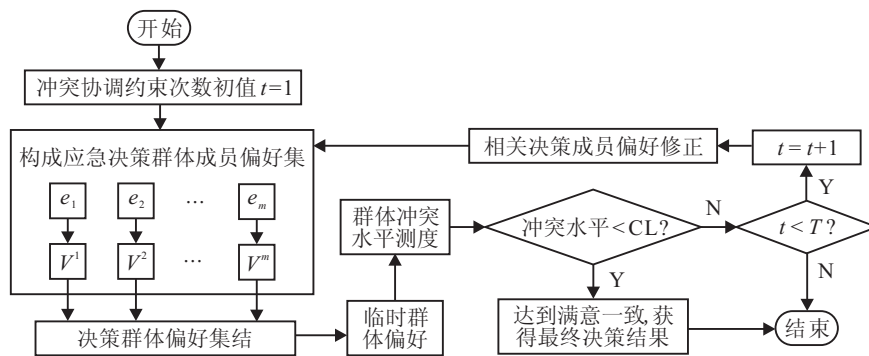 开始
冲突协调约束次数初值 t=1
构成应急决策群体成员偏好集
e1 e2 … em
V1 V2 … Vm
决策群体偏好集结
临时群
体偏好
群体冲突
水平测度
冲突水平<CL?
N
Y
达到满意一致,获
得最终决策结果
t<T?
Y
N
t=t+1
相关决策成员偏好修正
结束